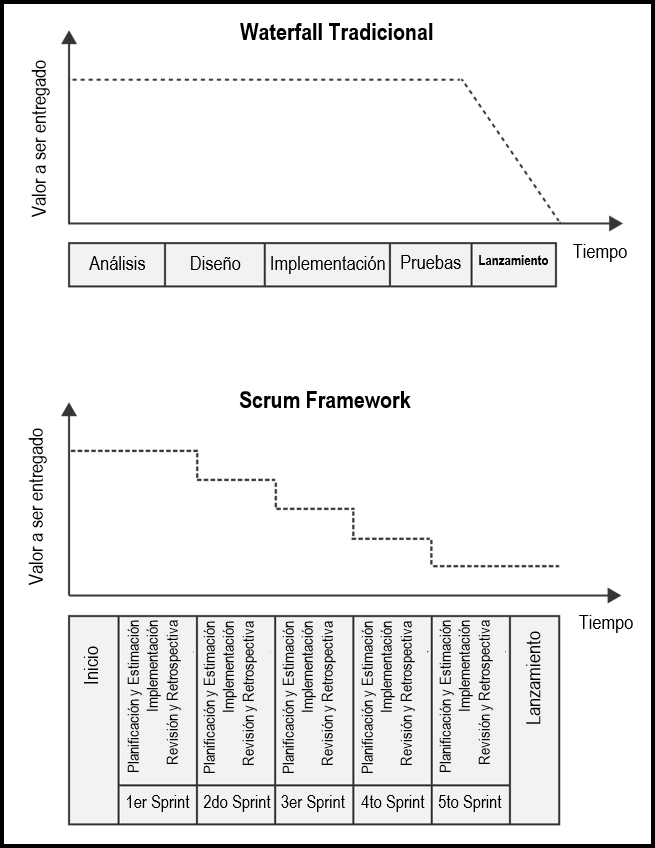 Waterfall Tradicional
Valor a ser entregado
Tiempo
Análisis
Diseño
Implementación
Pruebas
Lanzamiento
Scrum Framework
Valor a ser entregado
Tiempo
Inicio
Planificación y Estimación
Implementación
Revisión y Retrospectiva
1er Sprint
Planificación y Estimación
Implementación
Revisión y Retrospectiva
2do Sprint
Planificación y Estimación
Implementación
Revisión y Retrospectiva
3er Sprint
Planificación y Estimación
Implementación
Revisión y Retrospectiva
4to Sprint
Planificación y Estimación
Implementación
Revisión y Retrospectiva
5to Sprint
Lanzamiento